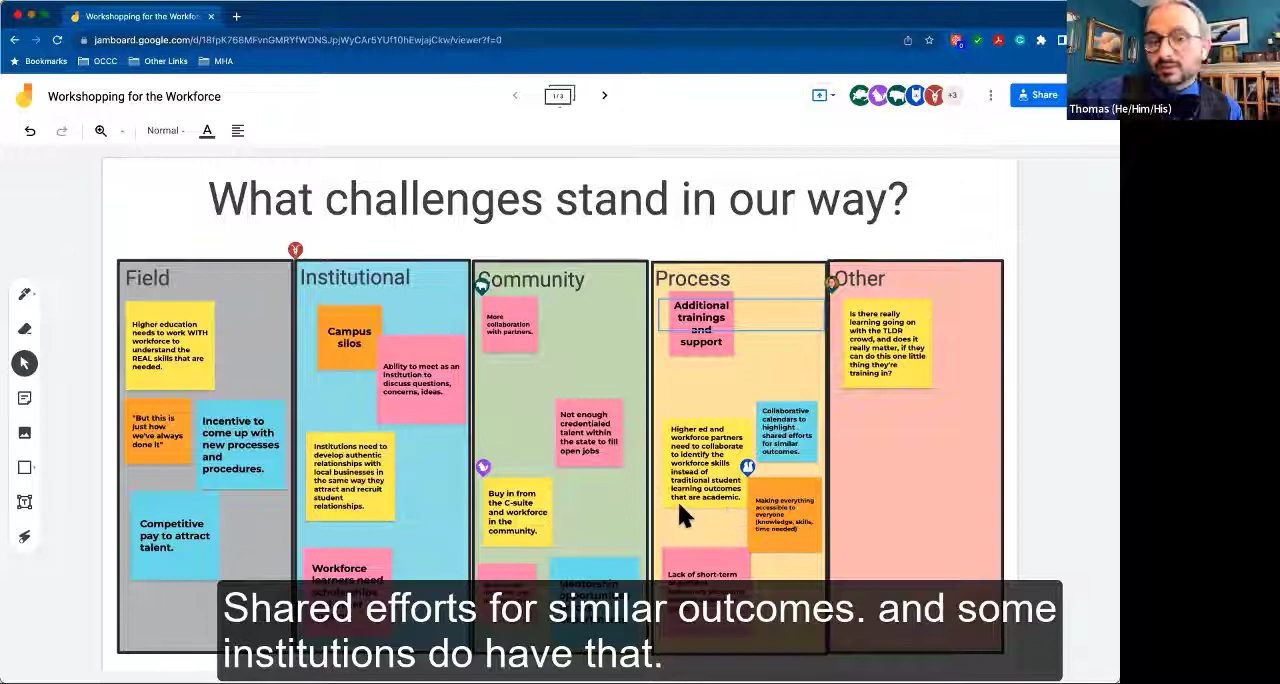 Workshopping for the Workfo
jamboard.google.com/d/18fpK768MFvnGMRYfWDNSJpjWyCAr5YUf10hEwjajCkw/viewer?f=0
Bookmarks
OCCC
Other Links
MHA
Workshopping for the Workforce
1/3
+3
Share
Thomas (He/Him/His)
Normal
A
What challenges stand in our way?
Field
Higher education
needs to work WITH
workforce to
understand the
REAL skills that are
needed.
"But this is
just how
we've always
done it"
Incentive to
come up with
new processes
and
procedures.
Competitive
pay to attract
talent.
Institutional
Campus
silos
Ability to meet as an
institution to
discuss questions,
concerns, ideas.
Institutions need to
develop authentic
relationships with
local businesses in
the same way they
attract and recruit
student
relationships.
Workforce
learners need
Community
More
collaboration
with partners.
Not enough
credentialed
talent within
the state to fill
open jobs
Buy in from
the C-suite
and workforce
in the
community.
Mentorship
Process
Additional
trainings
and
support
Higher ed and
workforce partners
need to collaborate
to identify the
workforce skills
instead of
traditional student
learning outcomes
that are academic.
Collaborative
calendars to
highlight
shared efforts
for similar
outcomes.
Making everything
accessible to
everyone
(knowledge, skills,
time needed)
Lack of short-term
Other
Is there really
learning going on
with the TLDR
crowd, and does it
really matter, if they
can do this one little
thing they're
training in?
Shared efforts for similar outcomes. and some
institutions do have that.